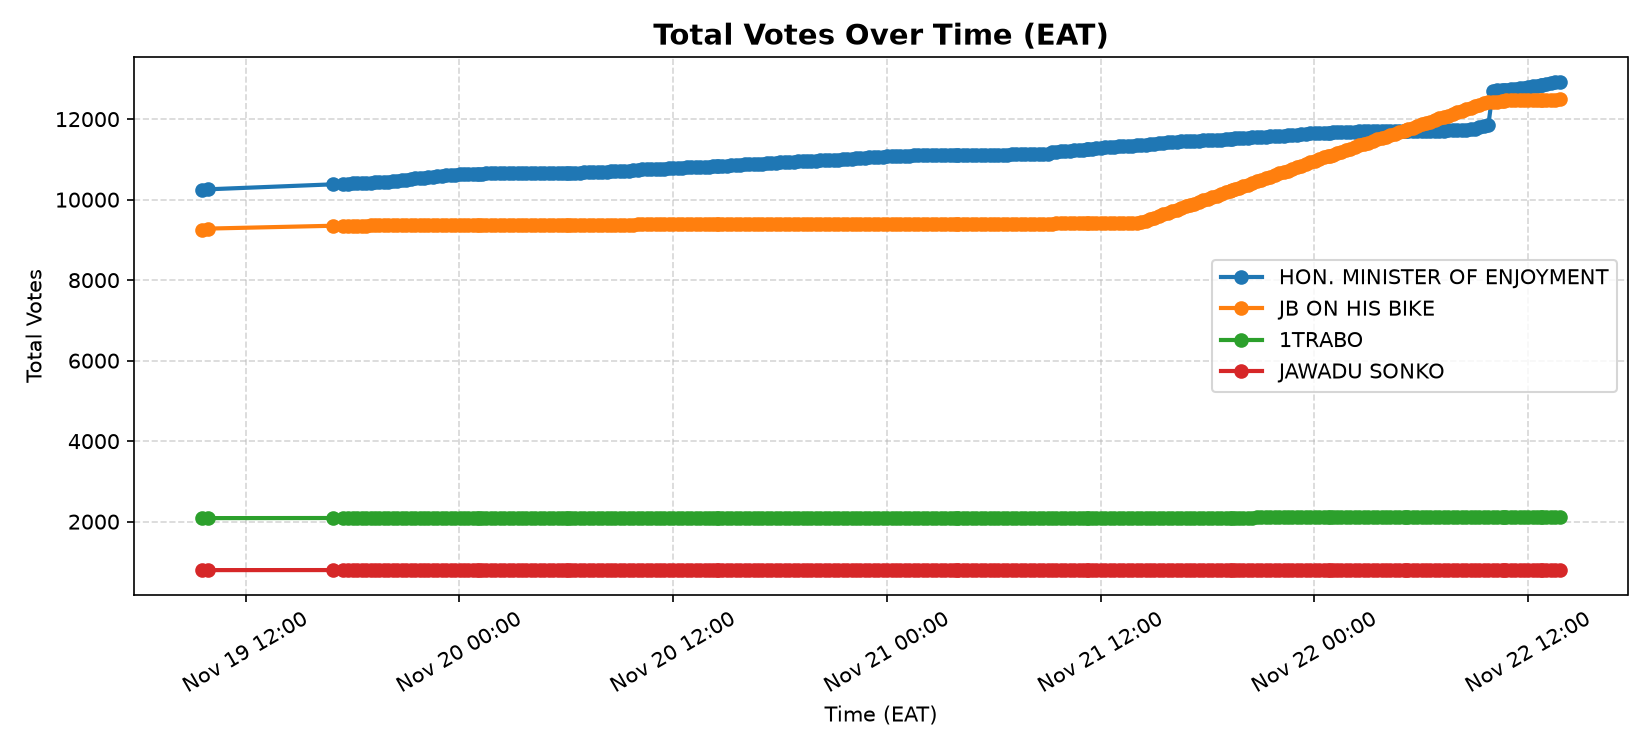 Total Votes Over Time (EAT)
Total Votes
12000
10000
8000
6000
4000
2000
HON. MINISTER OF ENJOYMENT
JB ON HIS BIKE
1TRABO
JAWADU SONKO
Nov 19 12:00
Nov 20 00:00
Nov 20 12:00
Nov 21 00:00
Nov 21 12:00
Nov 22 00:00
Nov 22 12:00
Time (EAT)